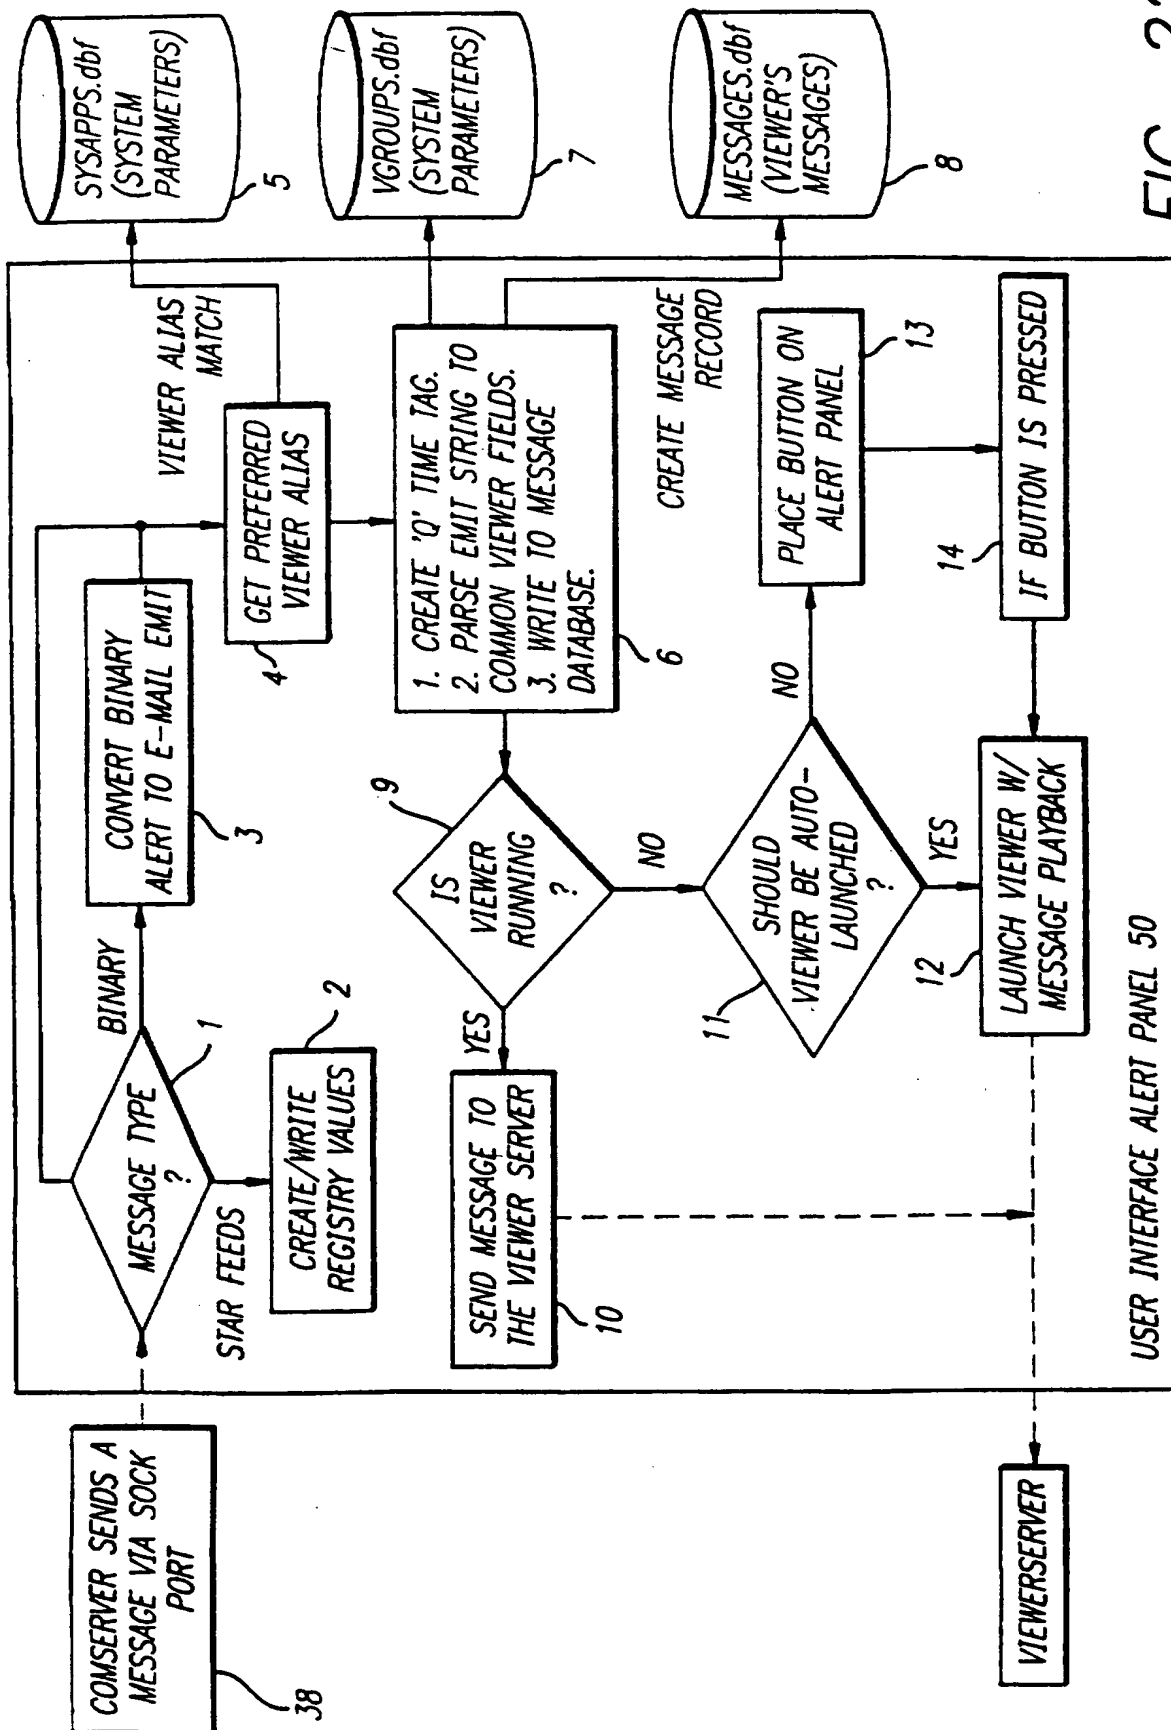 COMSERVER SENDS A
MESSAGE VIA SOCK
PORT
38
MESSAGE TYPE
?
1
BINARY
STAR FEEDS
CREATE/WRITE
REGISTRY VALUES
2
CONVERT BINARY
ALERT TO E-MAIL EMIT
3
GET PREFERRED
VIEWER ALIAS
4
VIEWER ALIAS
MATCH
SYSAPPS.dbf
(SYSTEM
PARAMETERS)
5
1. CREATE 'Q' TIME TAG.
2. PARSE EMIT STRING TO
COMMON VIEWER FIELDS.
3. WRITE TO MESSAGE
DATABASE.
6
VGROUPS.dbf
(SYSTEM
PARAMETERS)
7
CREATE MESSAGE
RECORD
MESSAGES.dbf
(VIEWER'S
MESSAGES)
8
IS
VIEWER
RUNNING
?
9
YES
NO
SEND MESSAGE TO
THE VIEWER SERVER
10
SHOULD
VIEWER BE AUTO-
LAUNCHED
?
11
NO
YES
PLACE BUTTON ON
ALERT PANEL
13
IF BUTTON IS PRESSED
14
LAUNCH VIEWER W/
MESSAGE PLAYBACK
12
VIEWERSERVER
USER INTERFACE ALERT PANEL 50
FIG.